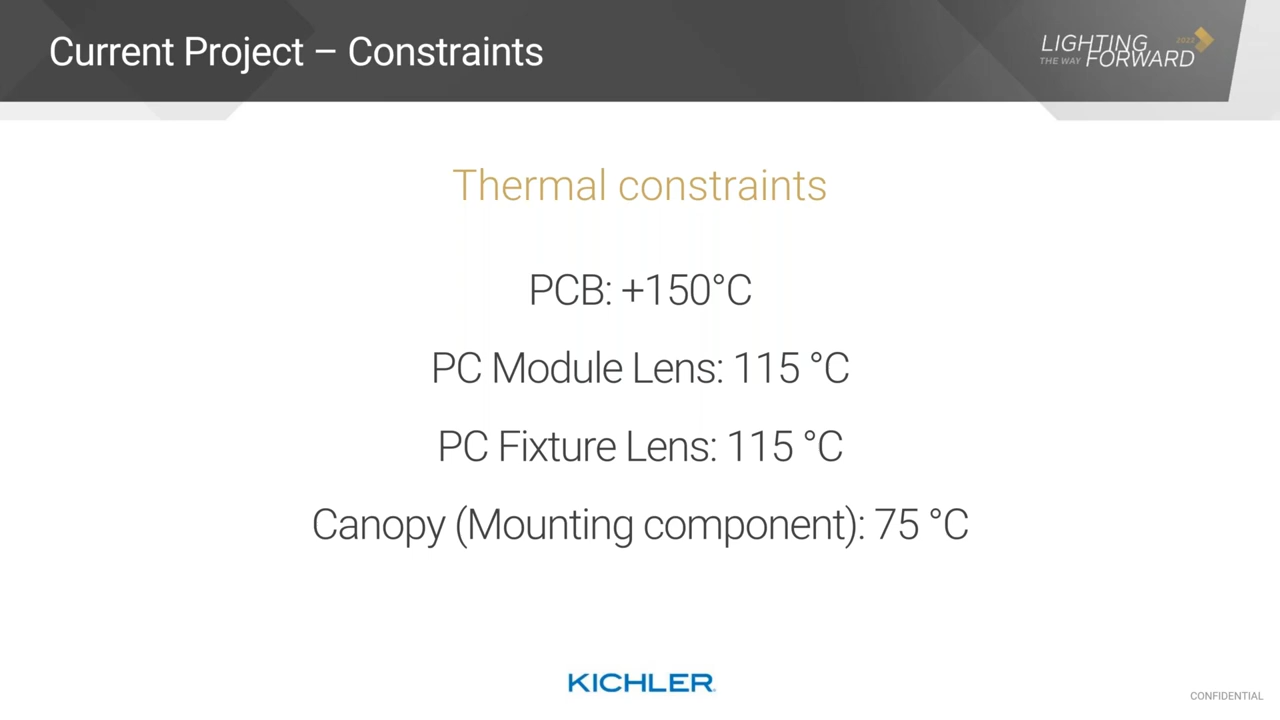 Current Project – Constraints
LIGHTING 2022
THE WAY FORWARD
Thermal constraints
PCB: +150°C
PC Module Lens: 115 °C
PC Fixture Lens: 115 °C
Canopy (Mounting component): 75 °C
KICHLER
CONFIDENTIAL